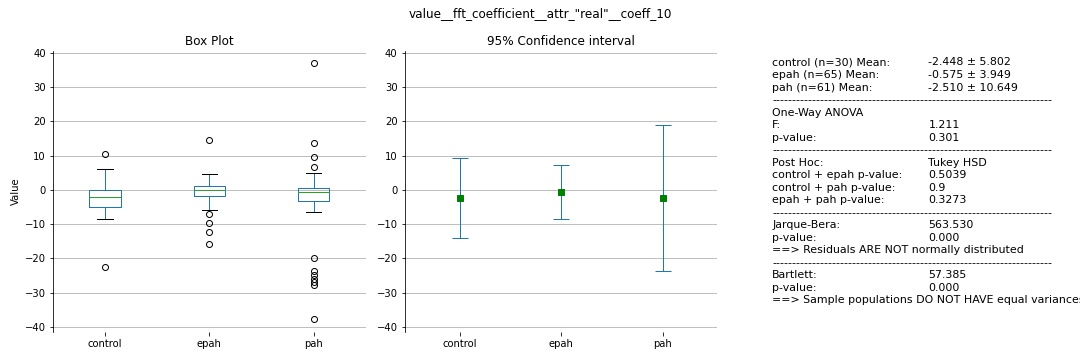 value__fft_coefficient__attr_"real"__coeff_10
Box Plot
Value
40
30
20
10
0
−10
−20
−30
−40
control
epah
pah
95% Confidence interval
40
30
20
10
0
−10
−20
−30
−40
control
epah
pah
control (n=30) Mean: -2.448 ± 5.802
epah (n=65) Mean: -0.575 ± 3.949
pah (n=61) Mean: -2.510 ± 10.649
One-Way ANOVA
F: 1.211
p-value: 0.301
Post Hoc: Tukey HSD
control + epah p-value: 0.5039
control + pah p-value: 0.9
epah + pah p-value: 0.3273
Jarque-Bera: 563.530
p-value: 0.000
==> Residuals ARE NOT normally distributed
Bartlett: 57.385
p-value: 0.000
==> Sample populations DO NOT HAVE equal variances